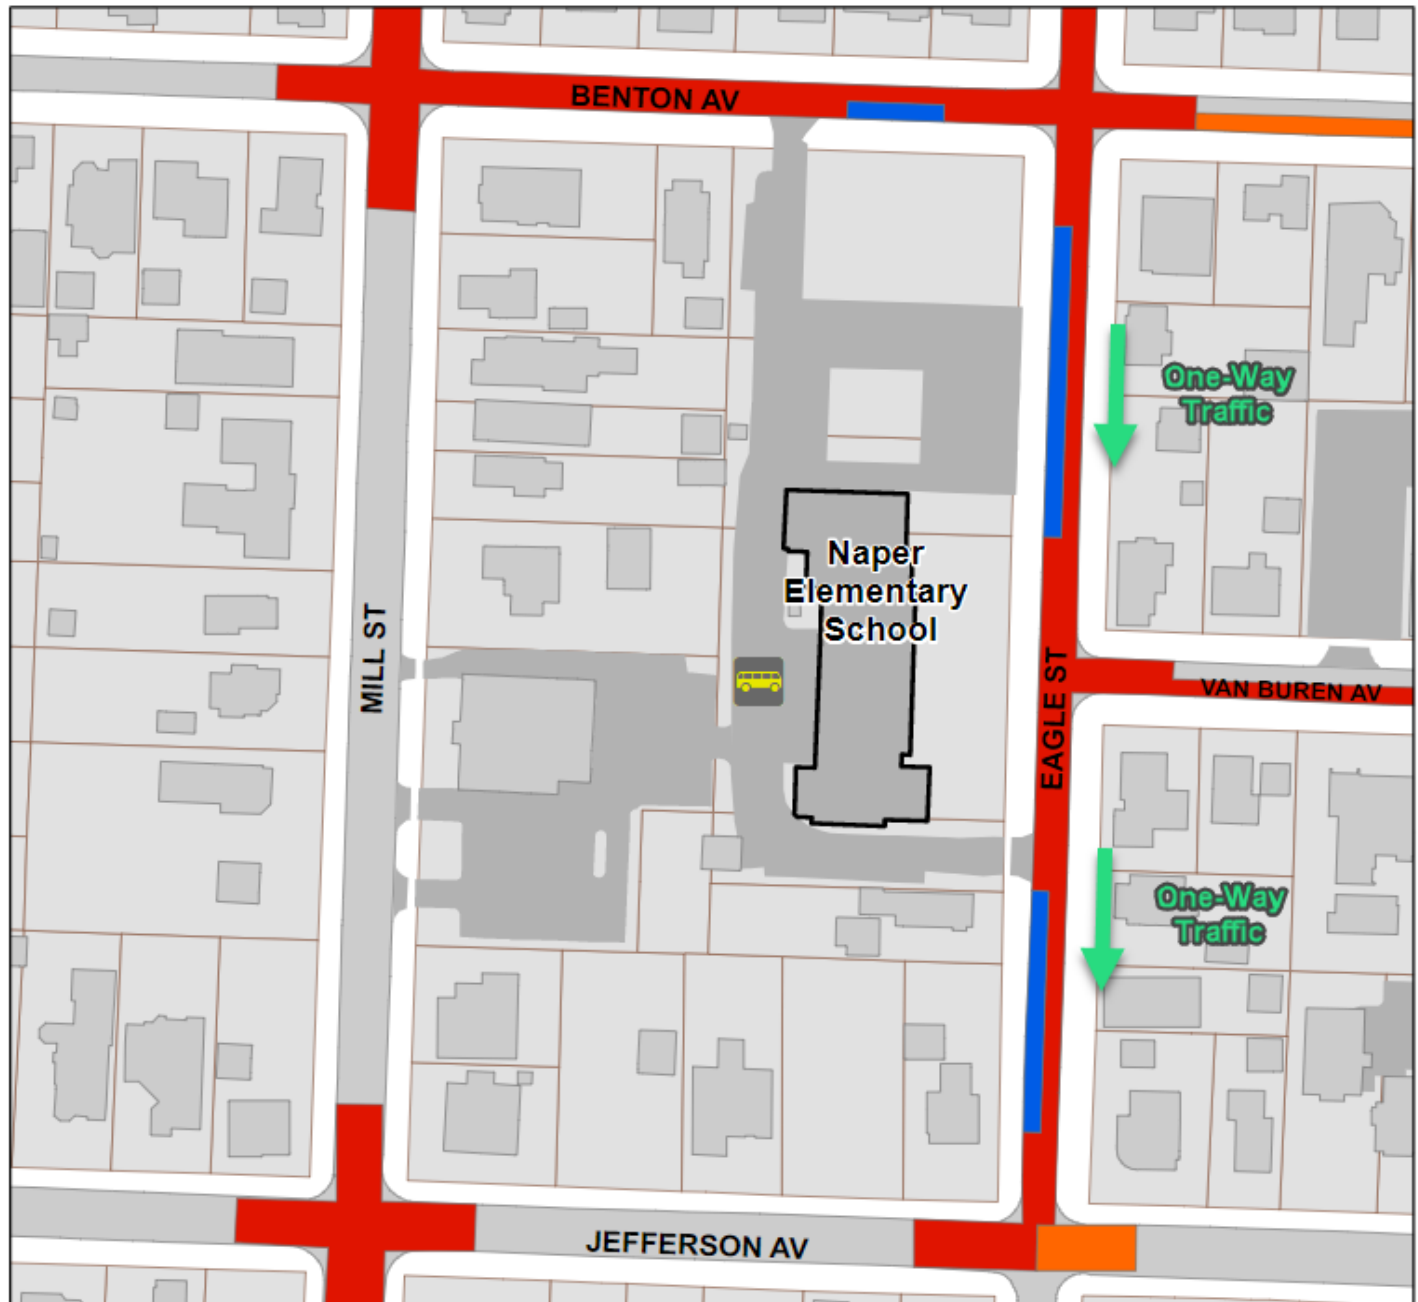 BENTON AV
One-Way
Traffic
Naper
Elementary
School
MILL ST
EAGLE ST
VAN BUREN AV
One-Way
Traffic
JEFFERSON AV